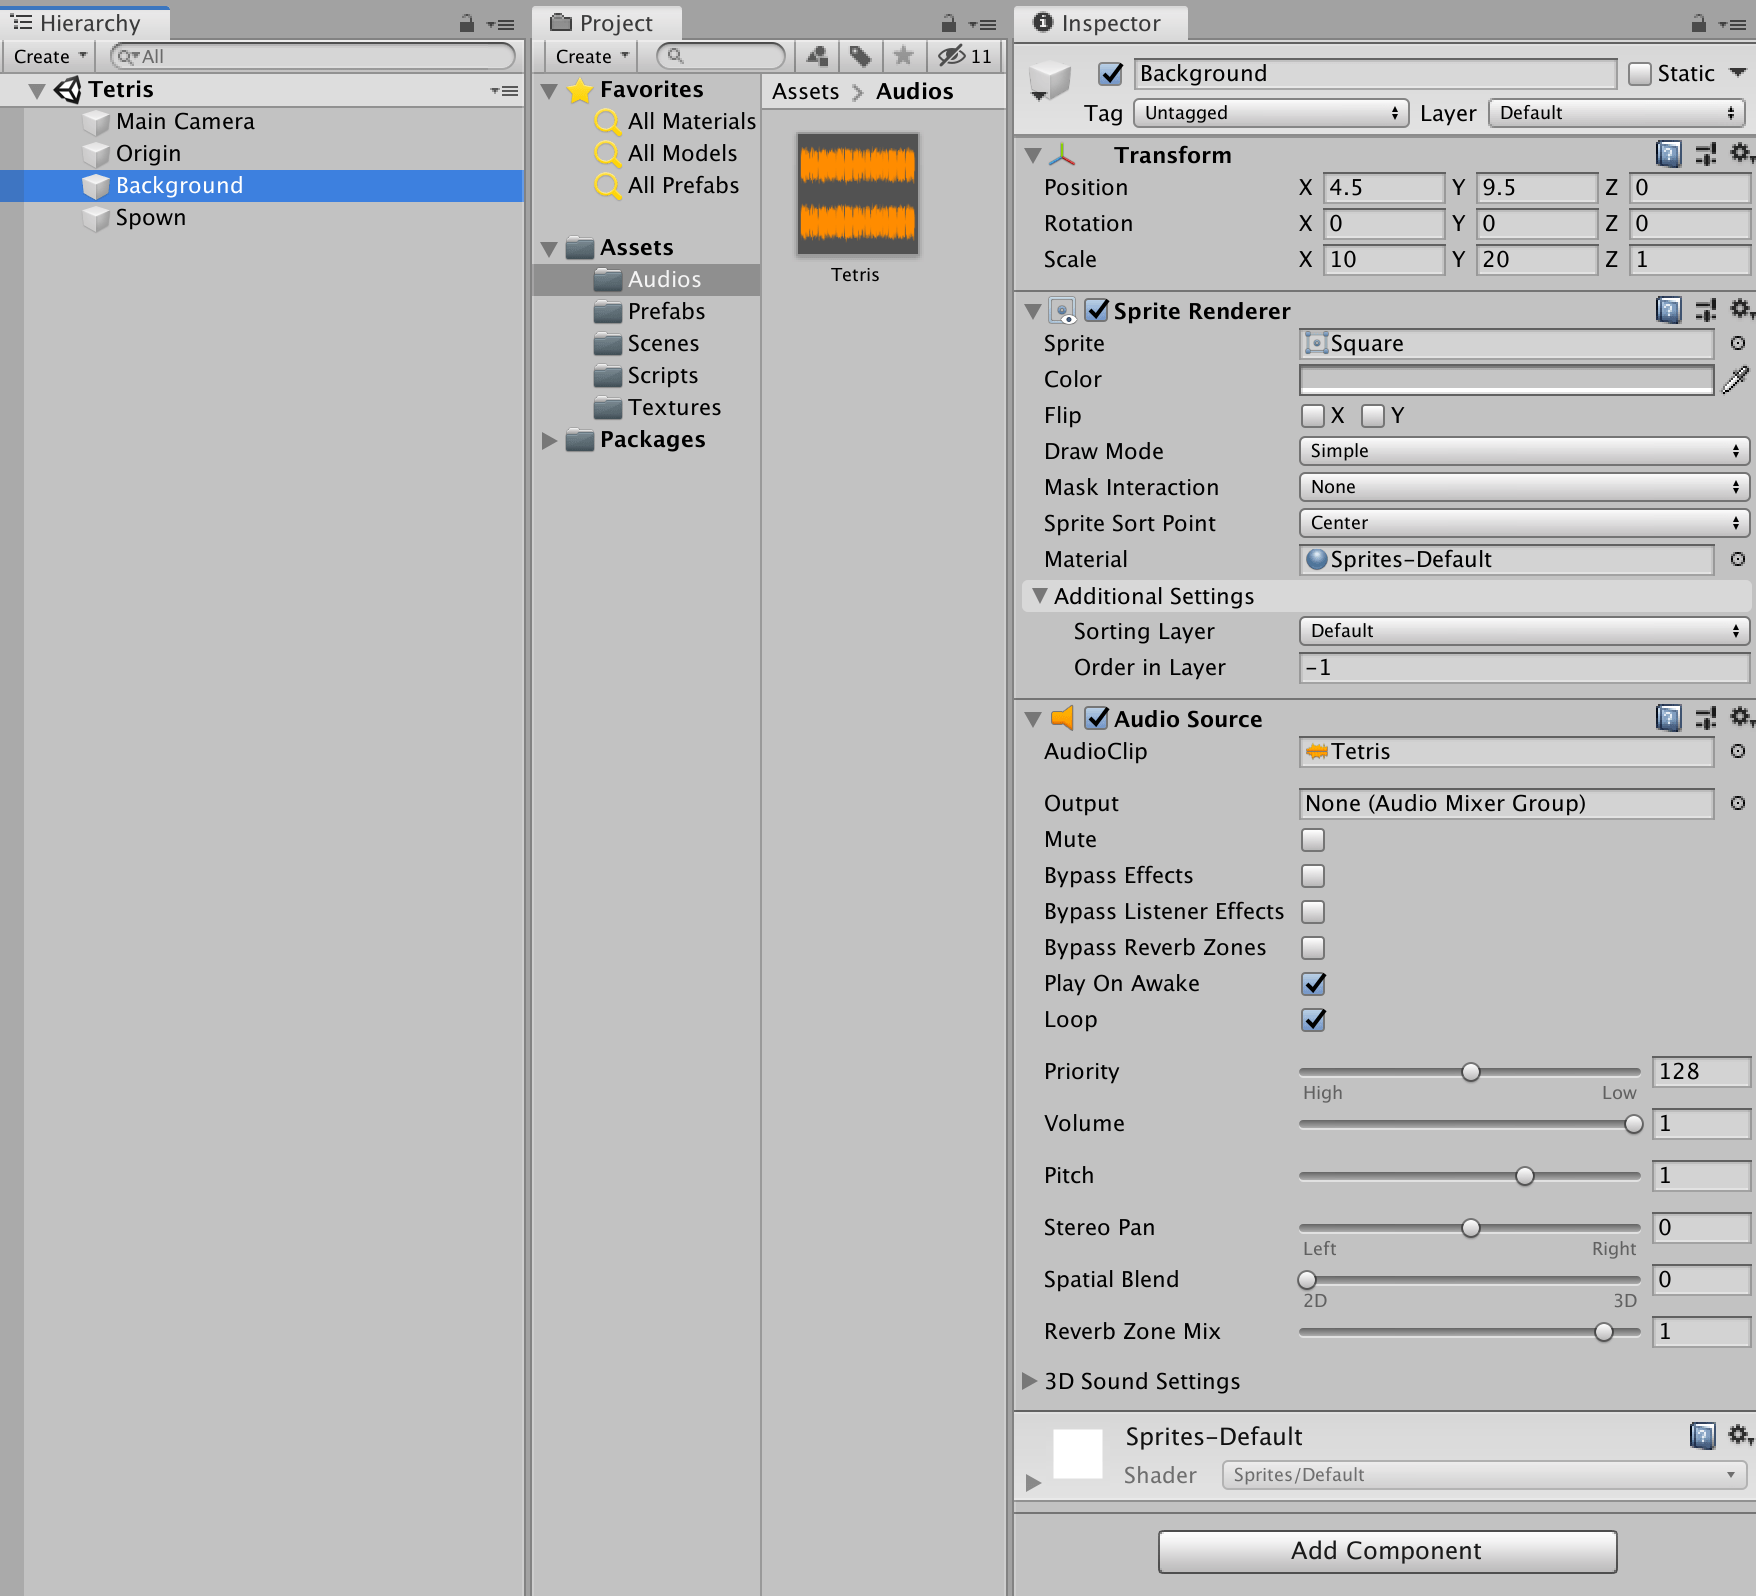 Hierarchy
Create
All
Tetris
Main Camera
Origin
Background
Spown
Project
Create
11
Favorites
All Materials
All Models
All Prefabs
Assets
Audios
Prefabs
Scenes
Scripts
Textures
Packages
Assets > Audios
Tetris
Inspector
Background Static
Tag Untagged Layer Default
Transform
Position X 4.5 Y 9.5 Z 0
Rotation X 0 Y 0 Z 0
Scale X 10 Y 20 Z 1
Sprite Renderer
Sprite Square
Color
Flip X Y
Draw Mode Simple
Mask Interaction None
Sprite Sort Point Center
Material Sprites-Default
Additional Settings
Sorting Layer Default
Order in Layer -1
Audio Source
AudioClip Tetris
Output None (Audio Mixer Group)
Mute
Bypass Effects
Bypass Listener Effects
Bypass Reverb Zones
Play On Awake
Loop
Priority 128
High Low
Volume 1
Pitch 1
Stereo Pan 0
Left Right
Spatial Blend 0
2D 3D
Reverb Zone Mix 1
3D Sound Settings
Sprites-Default
Shader Sprites/Default
Add Component